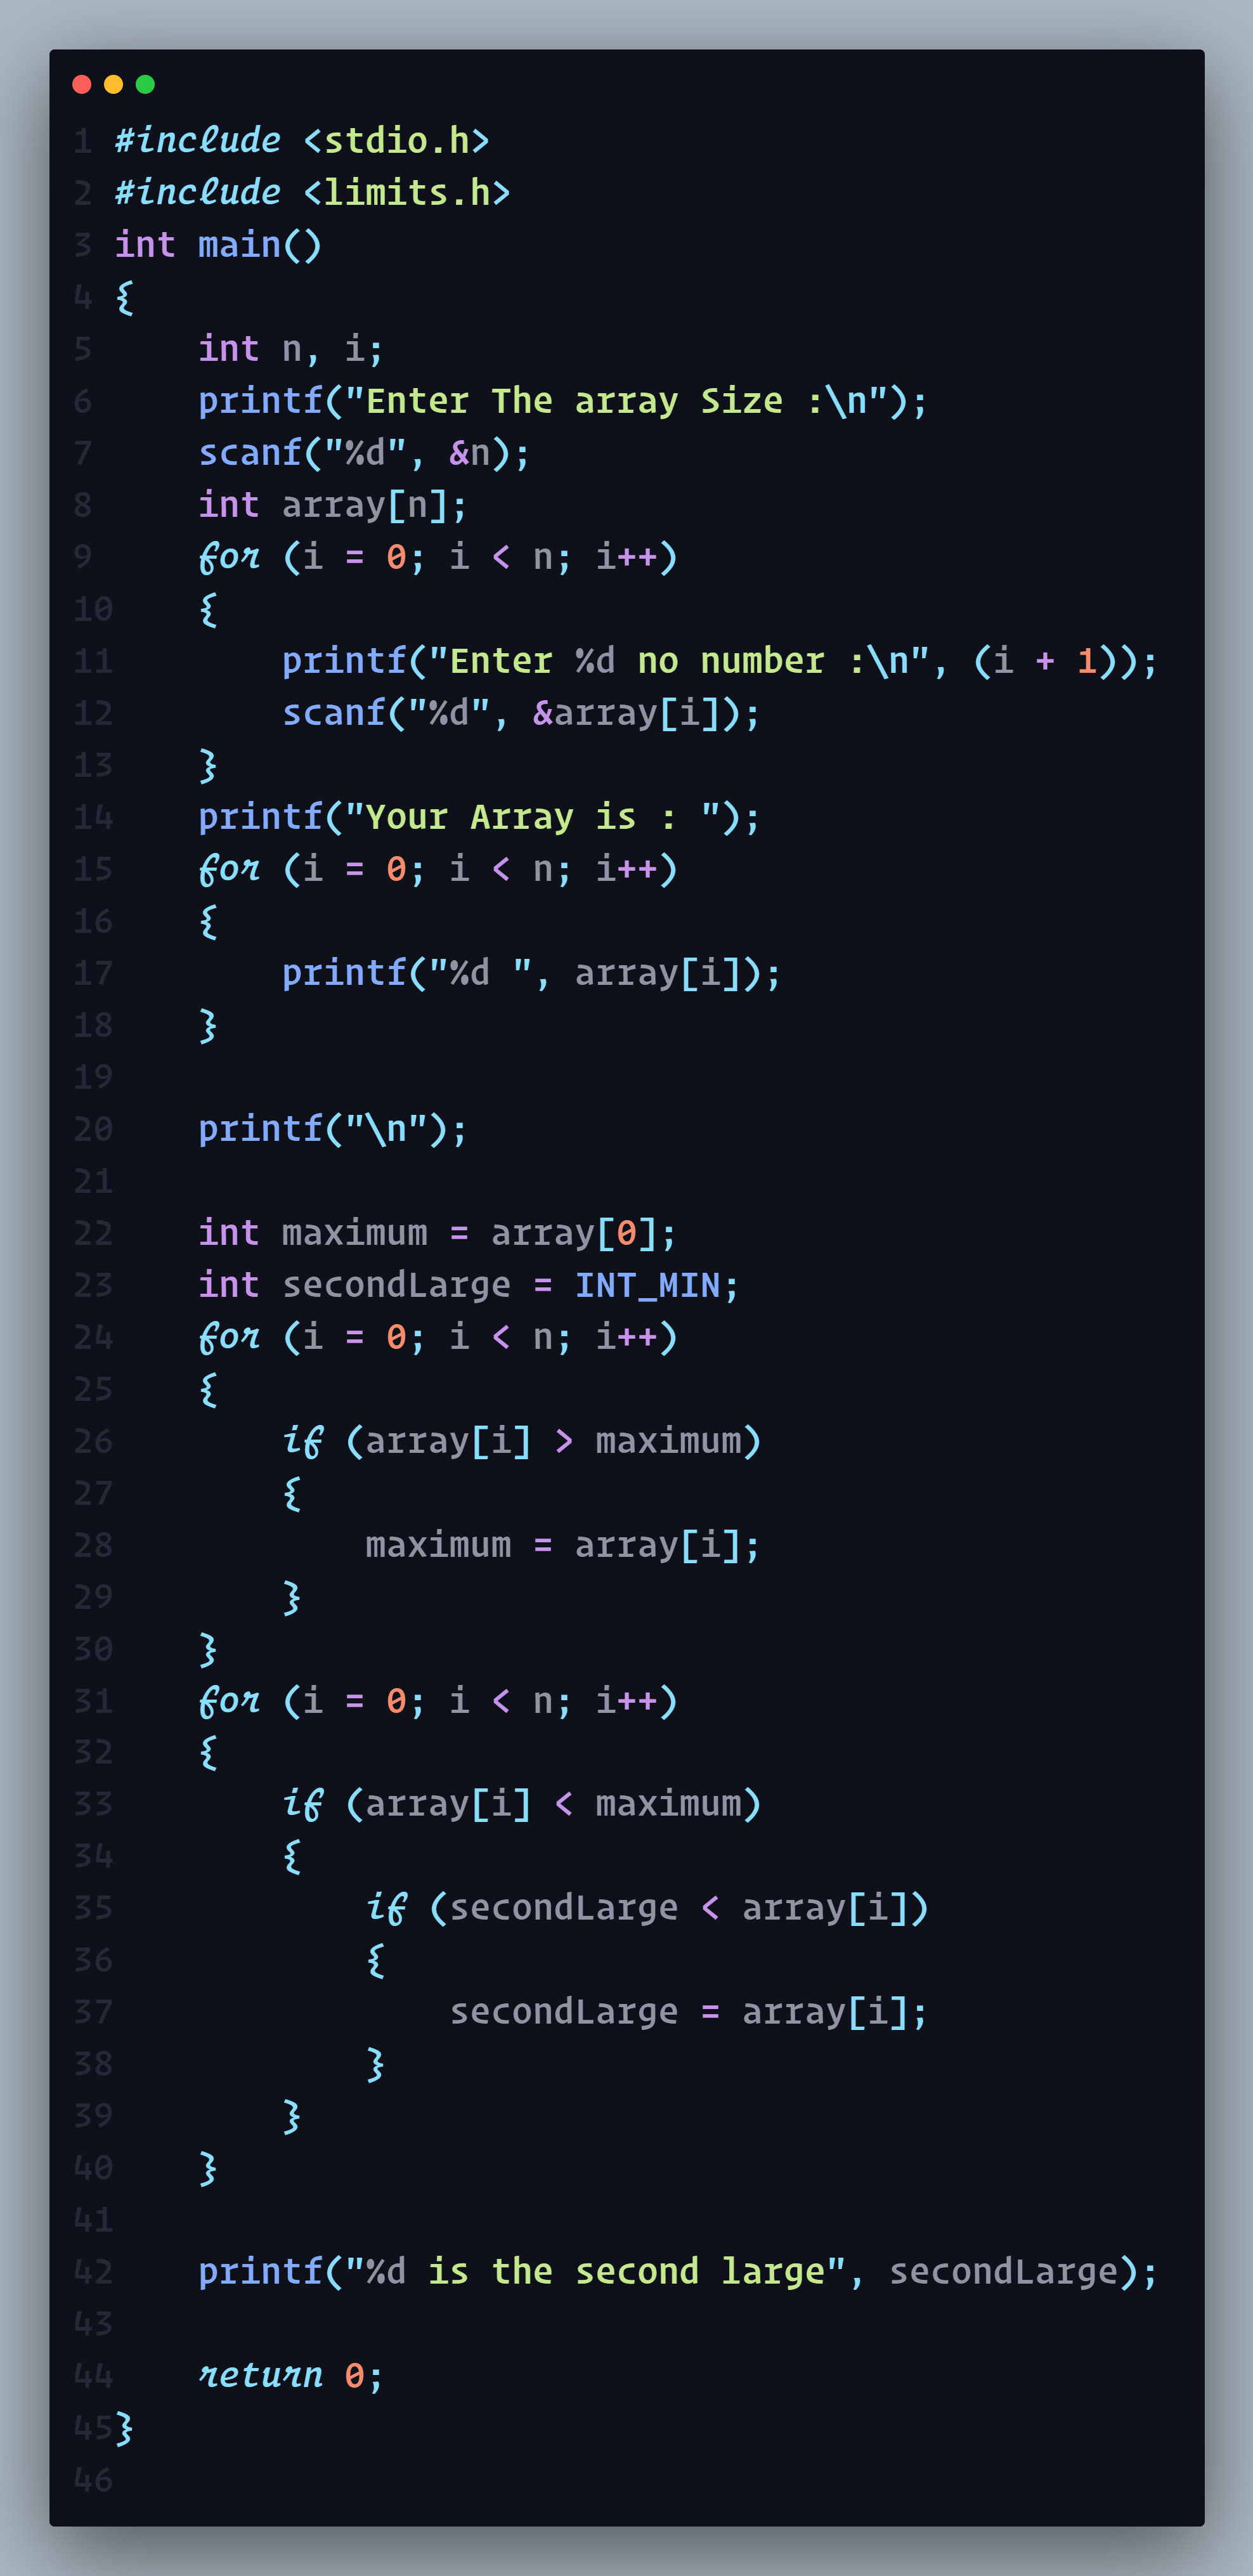 1 #include <stdio.h>
2 #include <limits.h>
3 int main()
4 {
5     int n, i;
6     printf("Enter The array Size :\n");
7     scanf("%d", &n);
8     int array[n];
9     for (i = 0; i < n; i++)
10     {
11         printf("Enter %d no number :\n", (i + 1));
12         scanf("%d", &array[i]);
13     }
14     printf("Your Array is : ");
15     for (i = 0; i < n; i++)
16     {
17         printf("%d ", array[i]);
18     }
19
20     printf("\n");
21
22     int maximum = array[0];
23     int secondLarge = INT_MIN;
24     for (i = 0; i < n; i++)
25     {
26         if (array[i] > maximum)
27         {
28             maximum = array[i];
29         }
30     }
31     for (i = 0; i < n; i++)
32     {
33         if (array[i] < maximum)
34         {
35             if (secondLarge < array[i])
36             {
37                 secondLarge = array[i];
38             }
39         }
40     }
41
42     printf("%d is the second large", secondLarge);
43
44     return 0;
45 }
46